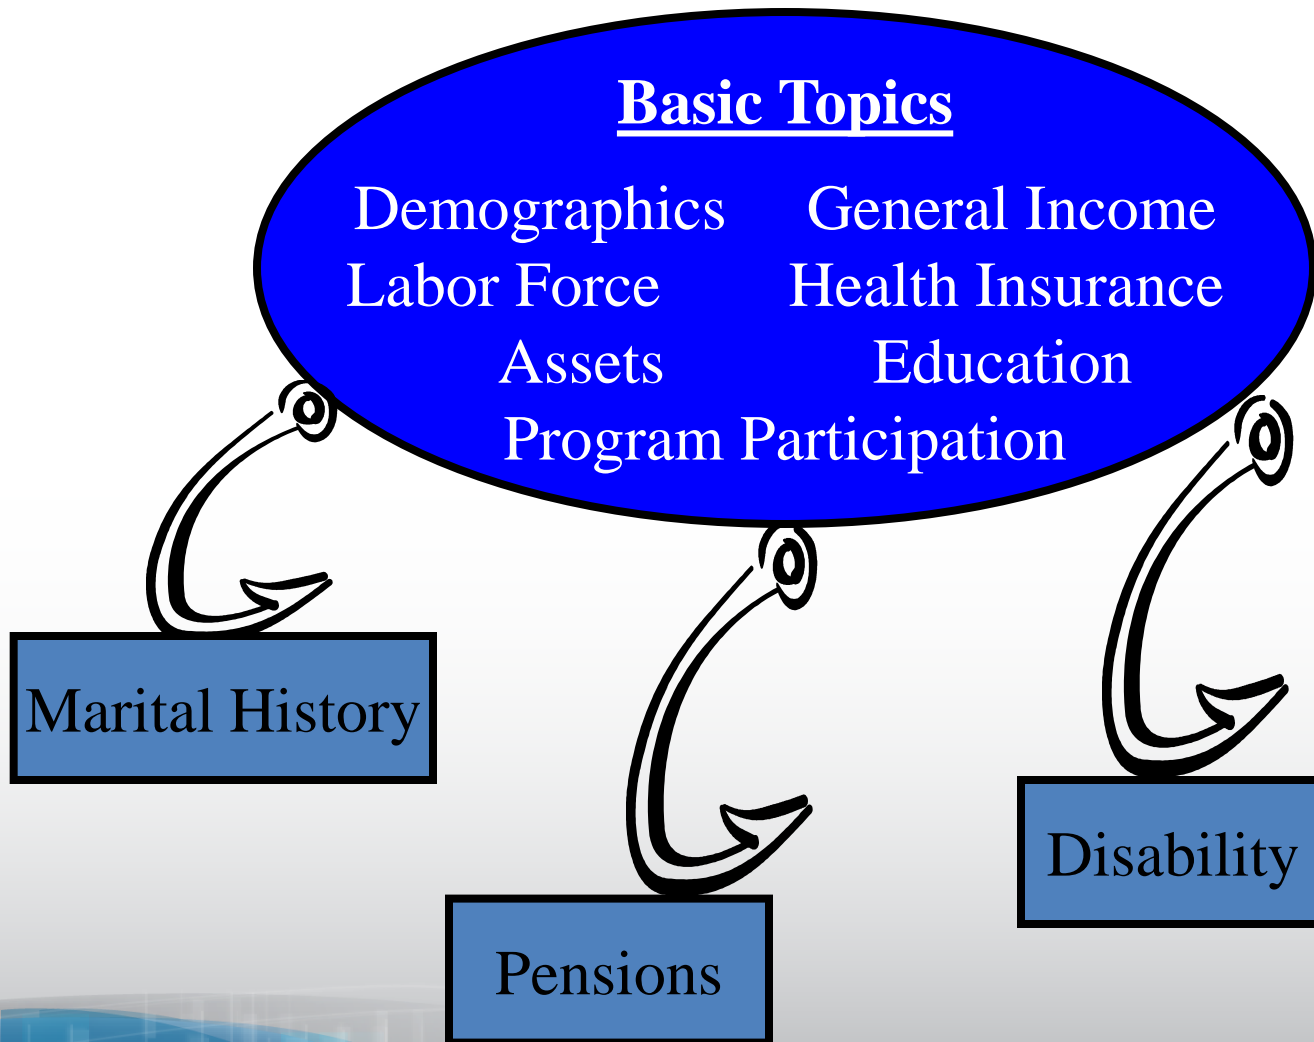 Basic Topics
Demographics General Income
Labor Force Health Insurance
Assets Education
Program Participation
Marital History
Disability
Pensions